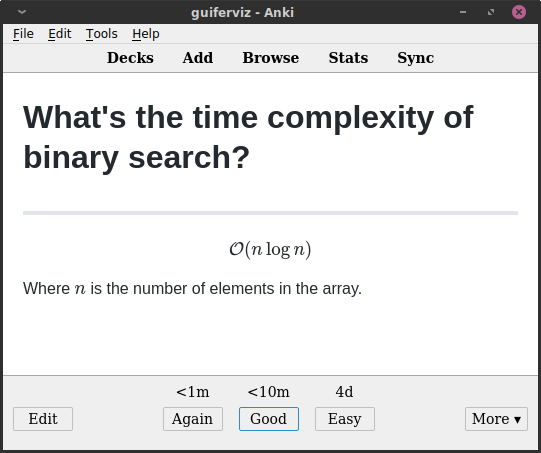 guiferviz - Anki
File Edit Tools Help
Decks Add Browse Stats Sync
What's the time complexity of
binary search?
𝒪(n log n)
Where n is the number of elements in the array.
<1m <10m 4d
Edit Again Good Easy More ▾